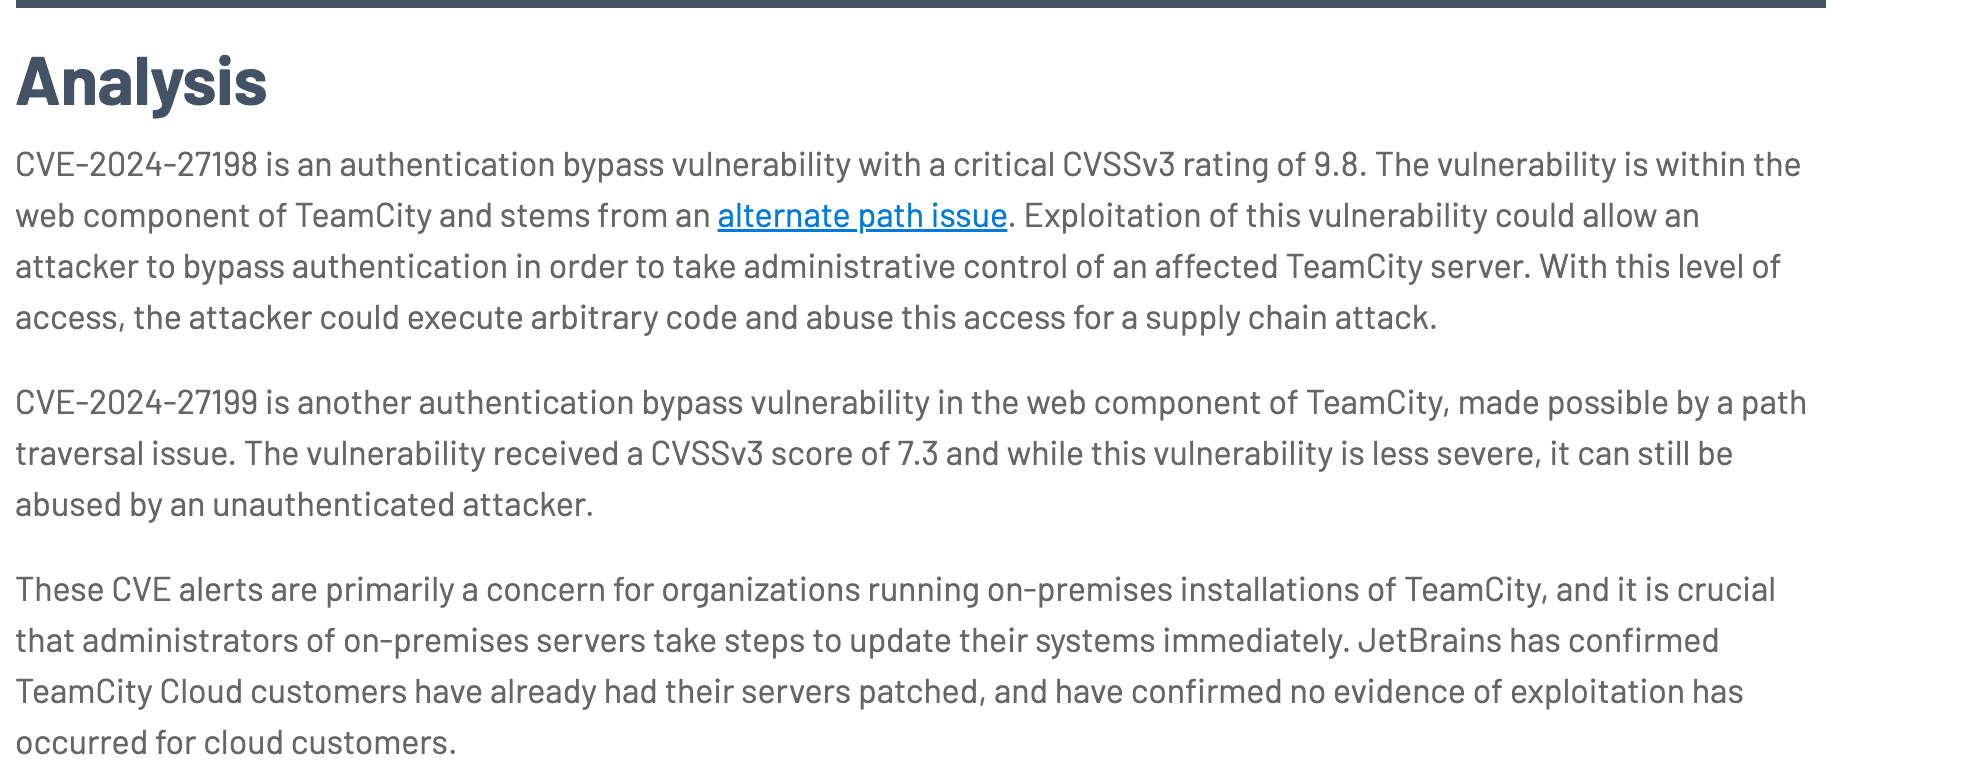 Analysis
CVE-2024-27198 is an authentication bypass vulnerability with a critical CVSSv3 rating of 9.8. The vulnerability is within the
web component of TeamCity and stems from an alternate path issue. Exploitation of this vulnerability could allow an
attacker to bypass authentication in order to take administrative control of an affected TeamCity server. With this level of
access, the attacker could execute arbitrary code and abuse this access for a supply chain attack.
CVE-2024-27199 is another authentication bypass vulnerability in the web component of TeamCity, made possible by a path
traversal issue. The vulnerability received a CVSSv3 score of 7.3 and while this vulnerability is less severe, it can still be
abused by an unauthenticated attacker.
These CVE alerts are primarily a concern for organizations running on-premises installations of TeamCity, and it is crucial
that administrators of on-premises servers take steps to update their systems immediately. JetBrains has confirmed
TeamCity Cloud customers have already had their servers patched, and have confirmed no evidence of exploitation has
occurred for cloud customers.